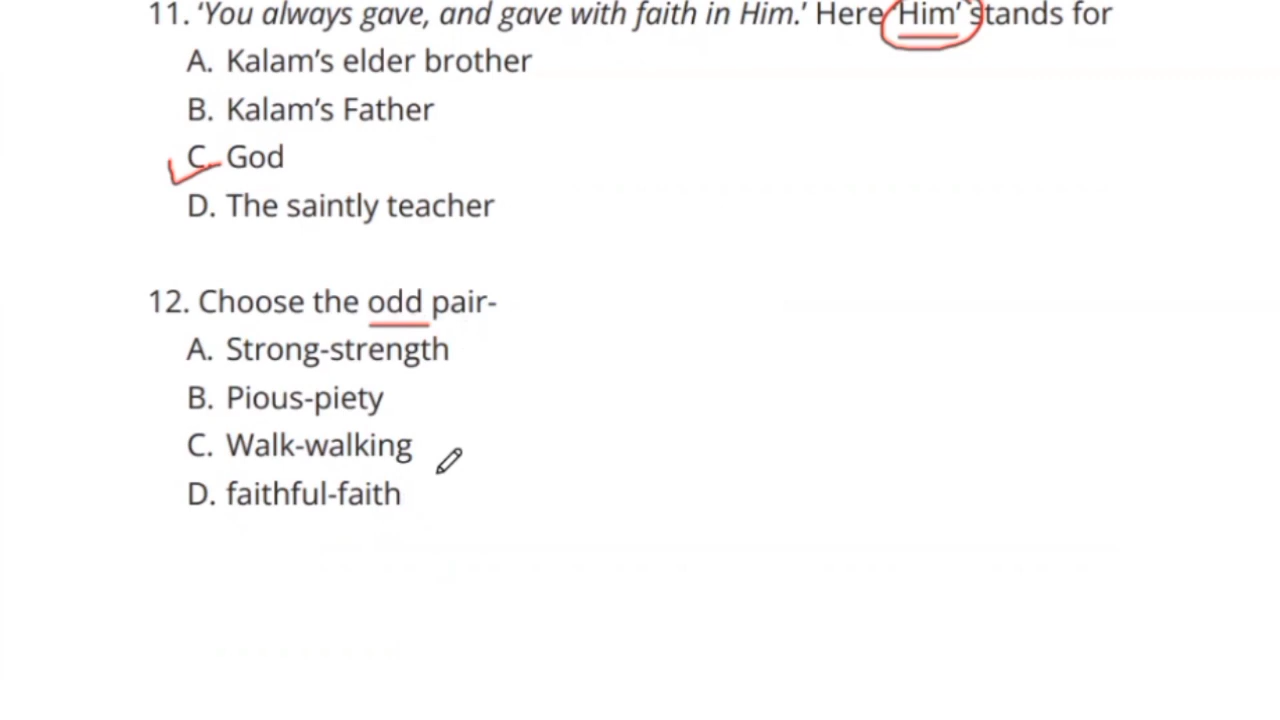 11. ‘You always gave, and gave with faith in Him.’ Here ‘Him’ stands for
A. Kalam’s elder brother
B. Kalam’s Father
C. God
D. The saintly teacher
12. Choose the odd pair-
A. Strong-strength
B. Pious-piety
C. Walk-walking
D. faithful-faith